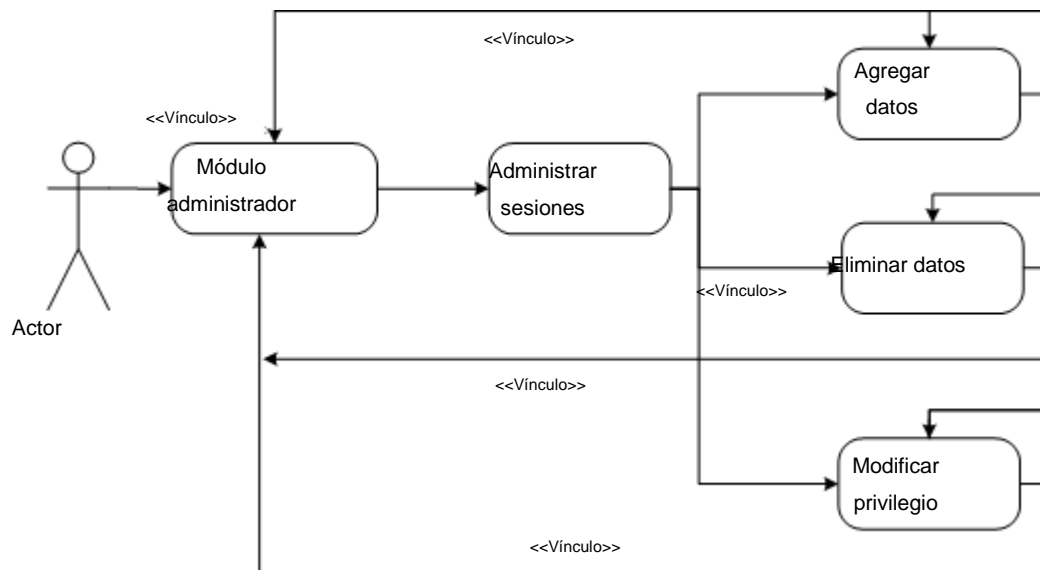 <<Vínculo>>
Agregar
datos
<<Vínculo>>
Módulo
administrador
Administrar
sesiones
Eliminar datos
<<Vínculo>>
Actor
<<Vínculo>>
Modificar
privilegio
<<Vínculo>>